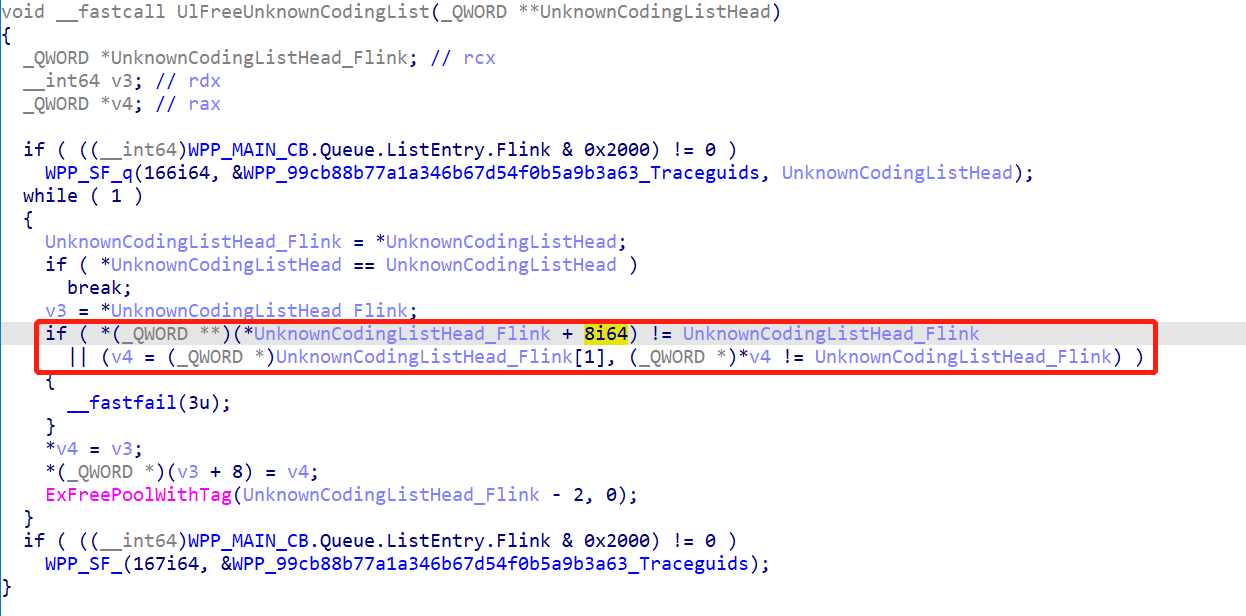 void __fastcall UlFreeUnknownCodingList(_QWORD **UnknownCodingListHead)
{
  _QWORD *UnknownCodingListHead_Flink; // rcx
  __int64 v3; // rdx
  _QWORD *v4; // rax

  if ( ((__int64)WPP_MAIN_CB.Queue.ListEntry.Flink & 0x2000) != 0 )
    WPP_SF_q(166i64, &WPP_99cb88b77a1a346b67d54f0b5a9b3a63_Traceguids, UnknownCodingListHead);
  while ( 1 )
  {
    UnknownCodingListHead_Flink = *UnknownCodingListHead;
    if ( *UnknownCodingListHead == UnknownCodingListHead )
      break;
    v3 = *UnknownCodingListHead_Flink;
    if ( *(_QWORD **)(*UnknownCodingListHead_Flink + 8i64) != UnknownCodingListHead_Flink
      || (v4 = (_QWORD *)UnknownCodingListHead_Flink[1], (_QWORD *)*v4 != UnknownCodingListHead_Flink) )
    {
      __fastfail(3u);
    }
    *v4 = v3;
    *(_QWORD *)(v3 + 8) = v4;
    ExFreePoolWithTag(UnknownCodingListHead_Flink - 2, 0);
  }
  if ( ((__int64)WPP_MAIN_CB.Queue.ListEntry.Flink & 0x2000) != 0 )
    WPP_SF_(167i64, &WPP_99cb88b77a1a346b67d54f0b5a9b3a63_Traceguids);
}